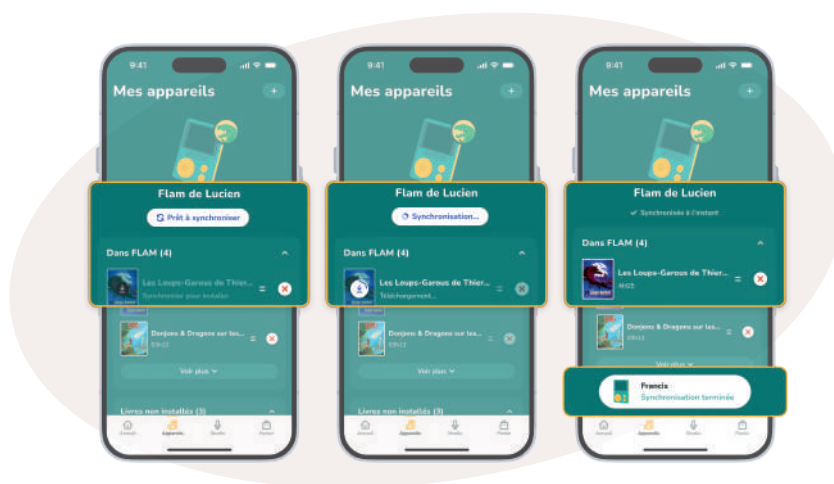 9:41
Mes appareils
+
Flam de Lucien
Prêt à synchroniser
Dans FLAM (4)
Les Loups-Garous de Thier...
Synchroniser pour installer
Donjons & Dragons sur les...
Voir plus
Livres non installés (3)
Accueil
Appareils
Studio
Panier
9:41
Mes appareils
+
Flam de Lucien
Synchronisation...
Dans FLAM (4)
Les Loups-Garous de Thier...
Téléchargement...
Donjons & Dragons sur les...
Voir plus
Livres non installés (3)
Accueil
Appareils
Studio
Panier
9:41
Mes appareils
+
Flam de Lucien
Synchronisée à l'instant
Dans FLAM (4)
Les Loups-Garous de Thier...
4H25
Donjons & Dragons sur les...
Voir plus
Francis
Synchronisation terminée
Accueil
Appareils
Studio
Panier